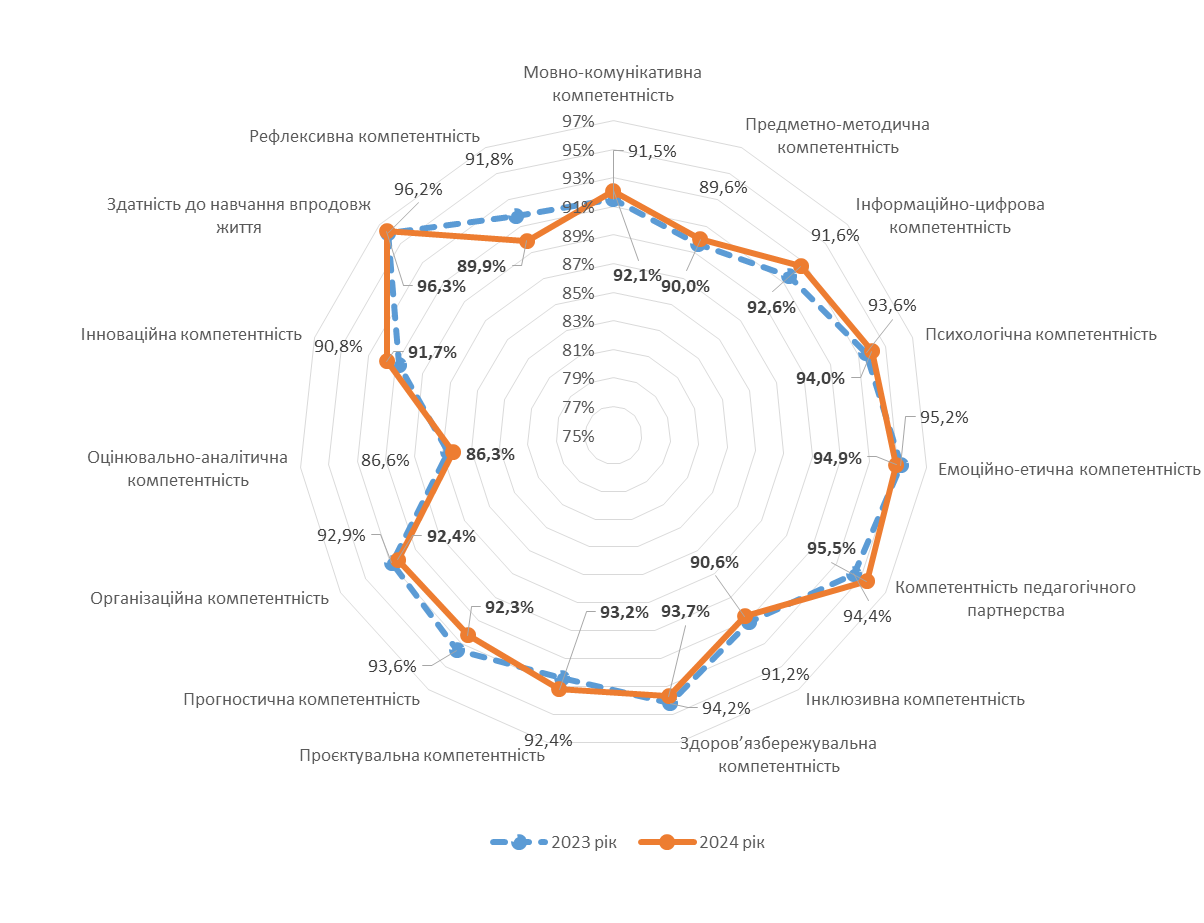 Мовно-комунікативна
компетентність
Предметно-методична
компетентність
Інформаційно-цифрова
компетентність
Психологічна компетентність
Емоційно-етична компетентність
Компетентність педагогічного
партнерства
Інклюзивна компетентність
Здоров’язбережувальна
компетентність
Проєктувальна компетентність
Прогностична компетентність
Організаційна компетентність
Оцінювально-аналітична
компетентність
Інноваційна компетентність
Здатність до навчання впродовж
життя
Рефлексивна компетентність
97%
95%
93%
91%
89%
87%
85%
83%
81%
79%
77%
75%
91,5%
89,6%
91,6%
93,6%
95,2%
94,4%
91,2%
94,2%
92,4%
93,6%
92,9%
86,6%
90,8%
96,2%
91,8%
92,1%
90,0%
92,6%
94,0%
94,9%
95,5%
90,6%
93,7%
93,2%
92,3%
92,4%
86,3%
91,7%
96,3%
89,9%
2023 рік
2024 рік